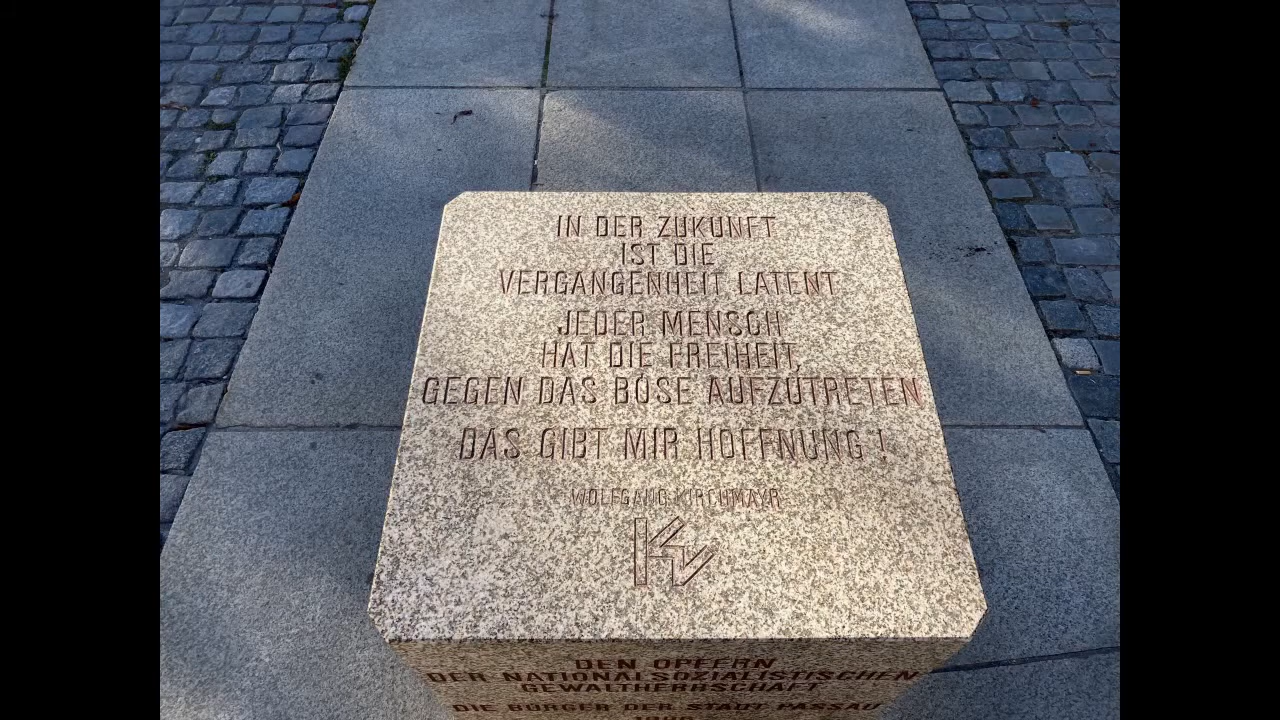 IN DER ZUKUNFT
IST DIE
VERGANGENHEIT LATENT
JEDER MENSCH
HAT DIE FREIHEIT,
GEGEN DAS BÖSE AUFZUTRETEN
DAS GIBT MIR HOFFNUNG !
WOLFGANG KIRCHMAYR
DEN OPFERN
DER NATIONALSOZIALISTISCHEN
GEWALTHERRSCHAFT
DIE BÜRGER DER STADT PASSAU